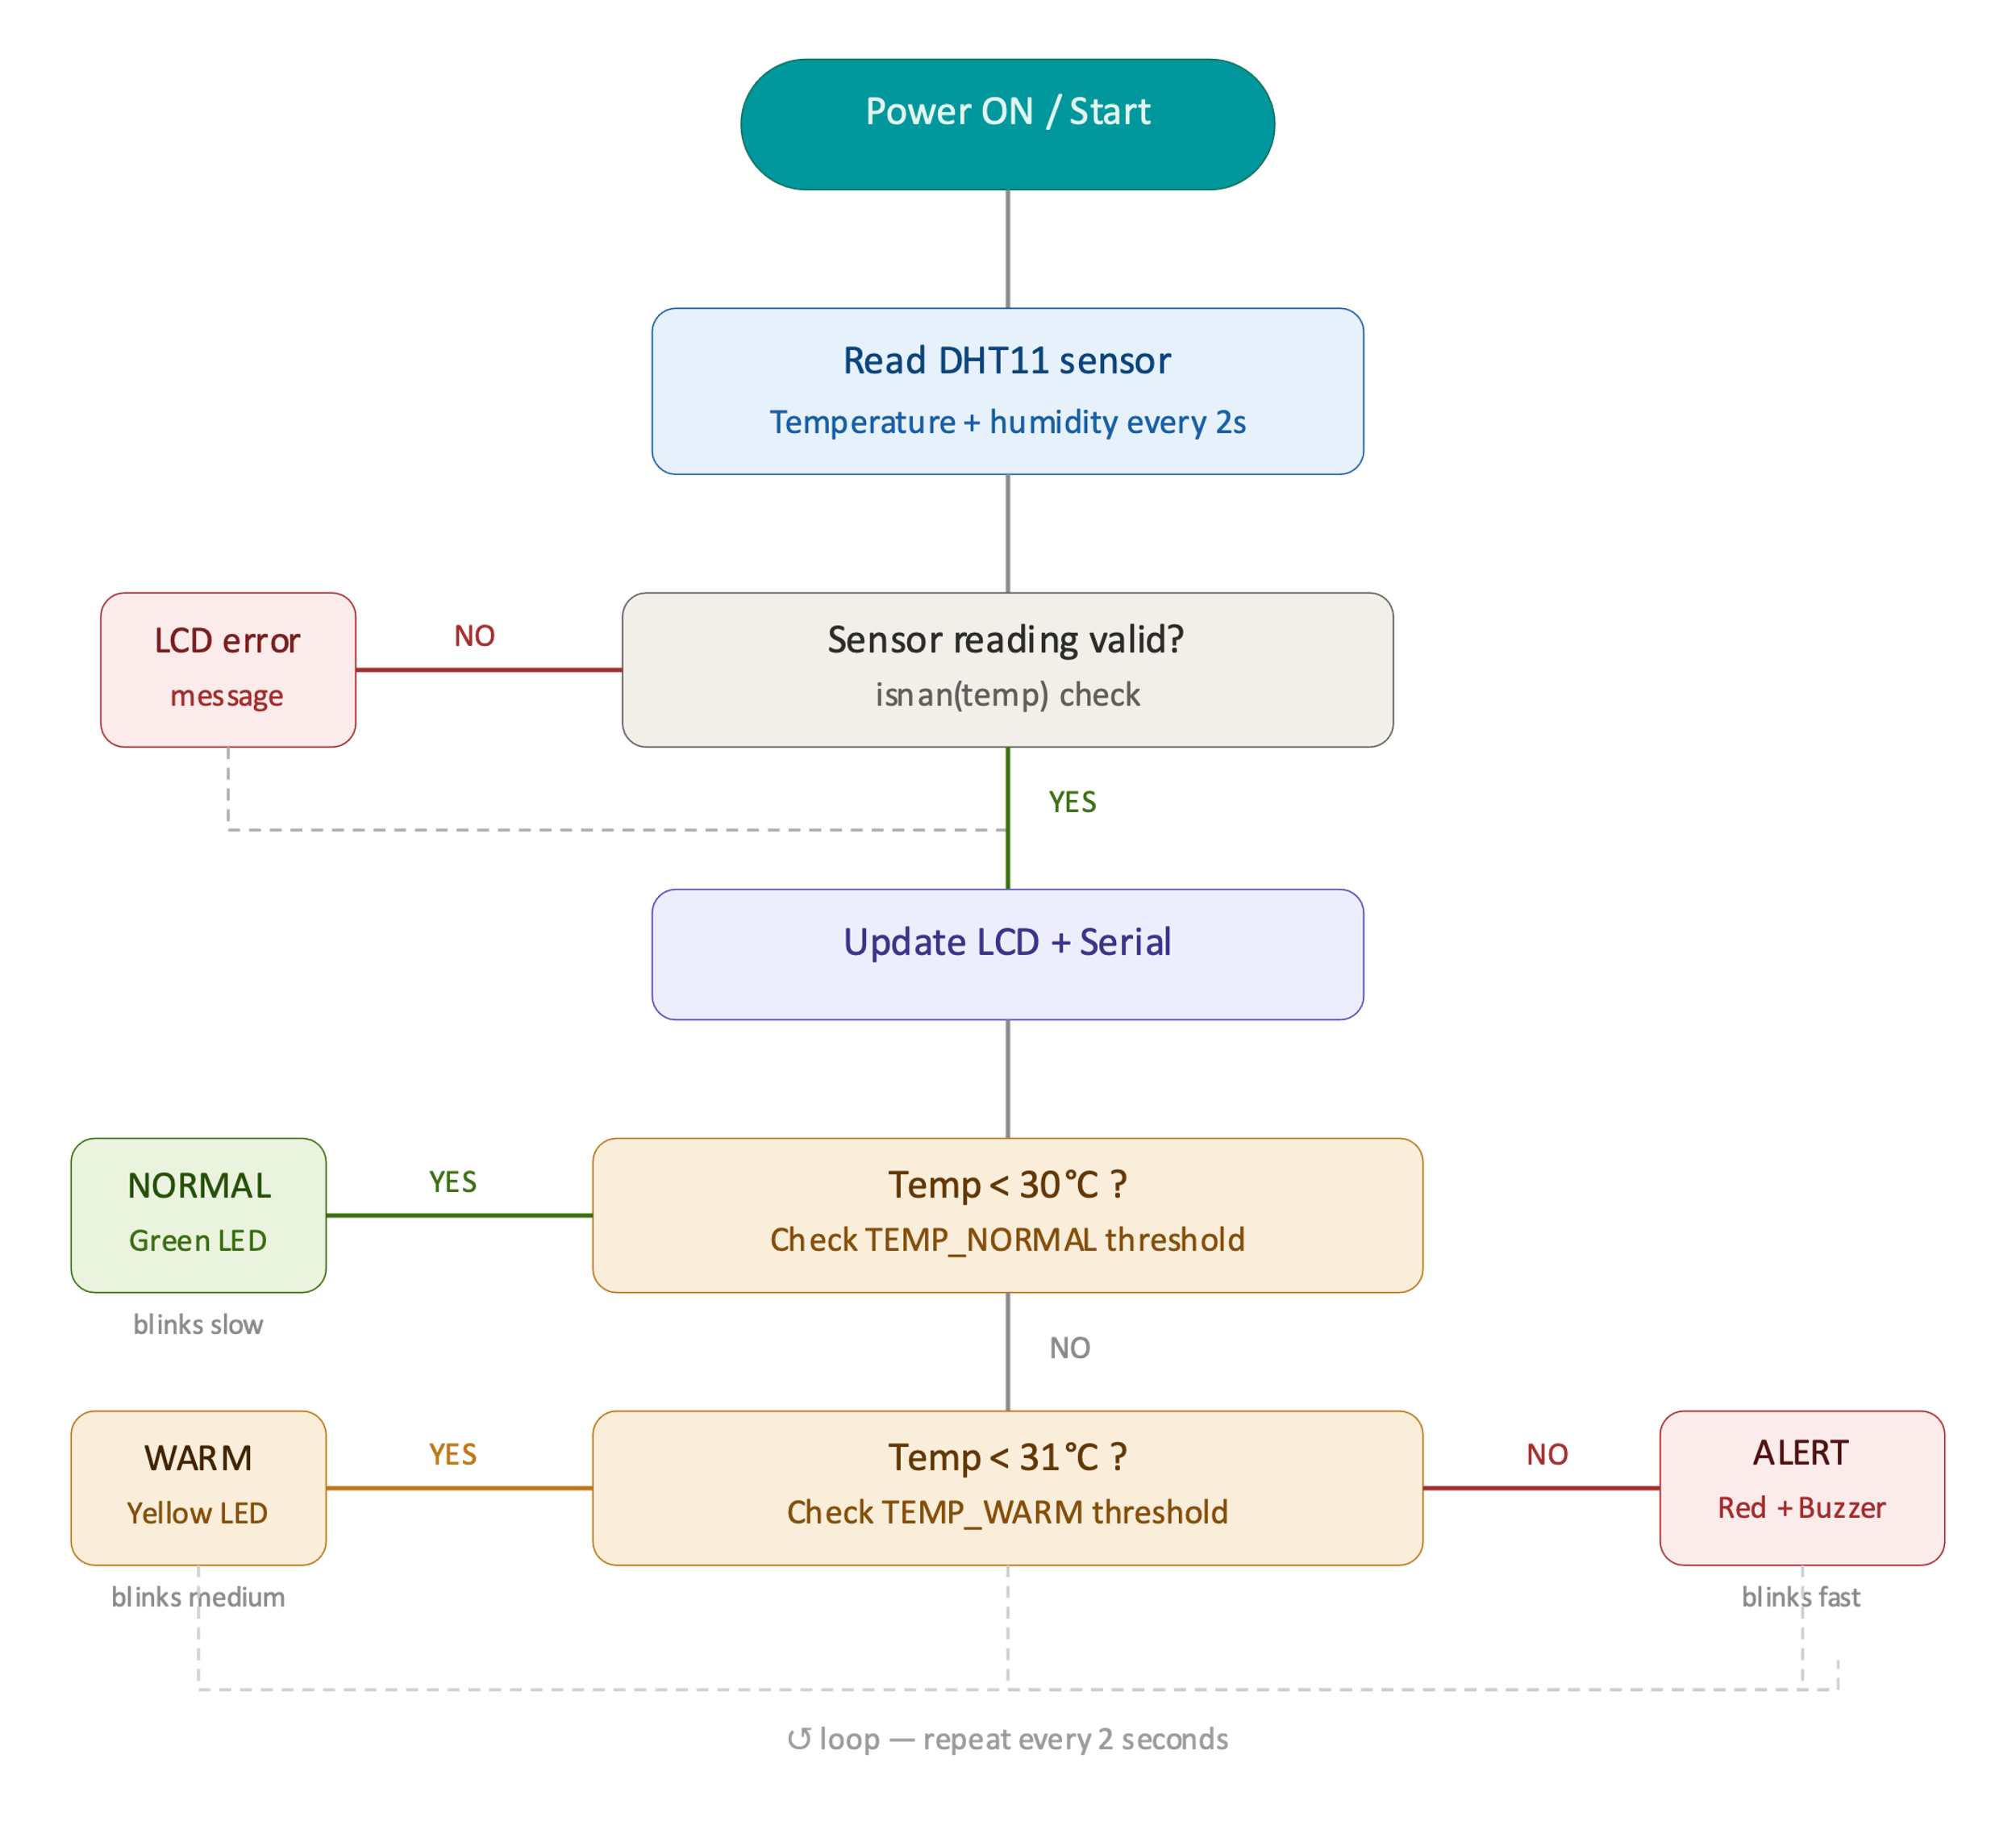 Power ON / Start
Read DHT11 sensor
Temperature + humidity every 2s
LCD error
message
NO
Sensor reading valid?
isnan(temp) check
YES
Update LCD + Serial
NORMAL
Green LED
blinks slow
YES
Temp < 30°C ?
Check TEMP_NORMAL threshold
NO
WARM
Yellow LED
blinks medium
YES
Temp < 31°C ?
Check TEMP_WARM threshold
NO
ALERT
Red + Buzzer
blinks fast
↺ loop — repeat every 2 seconds